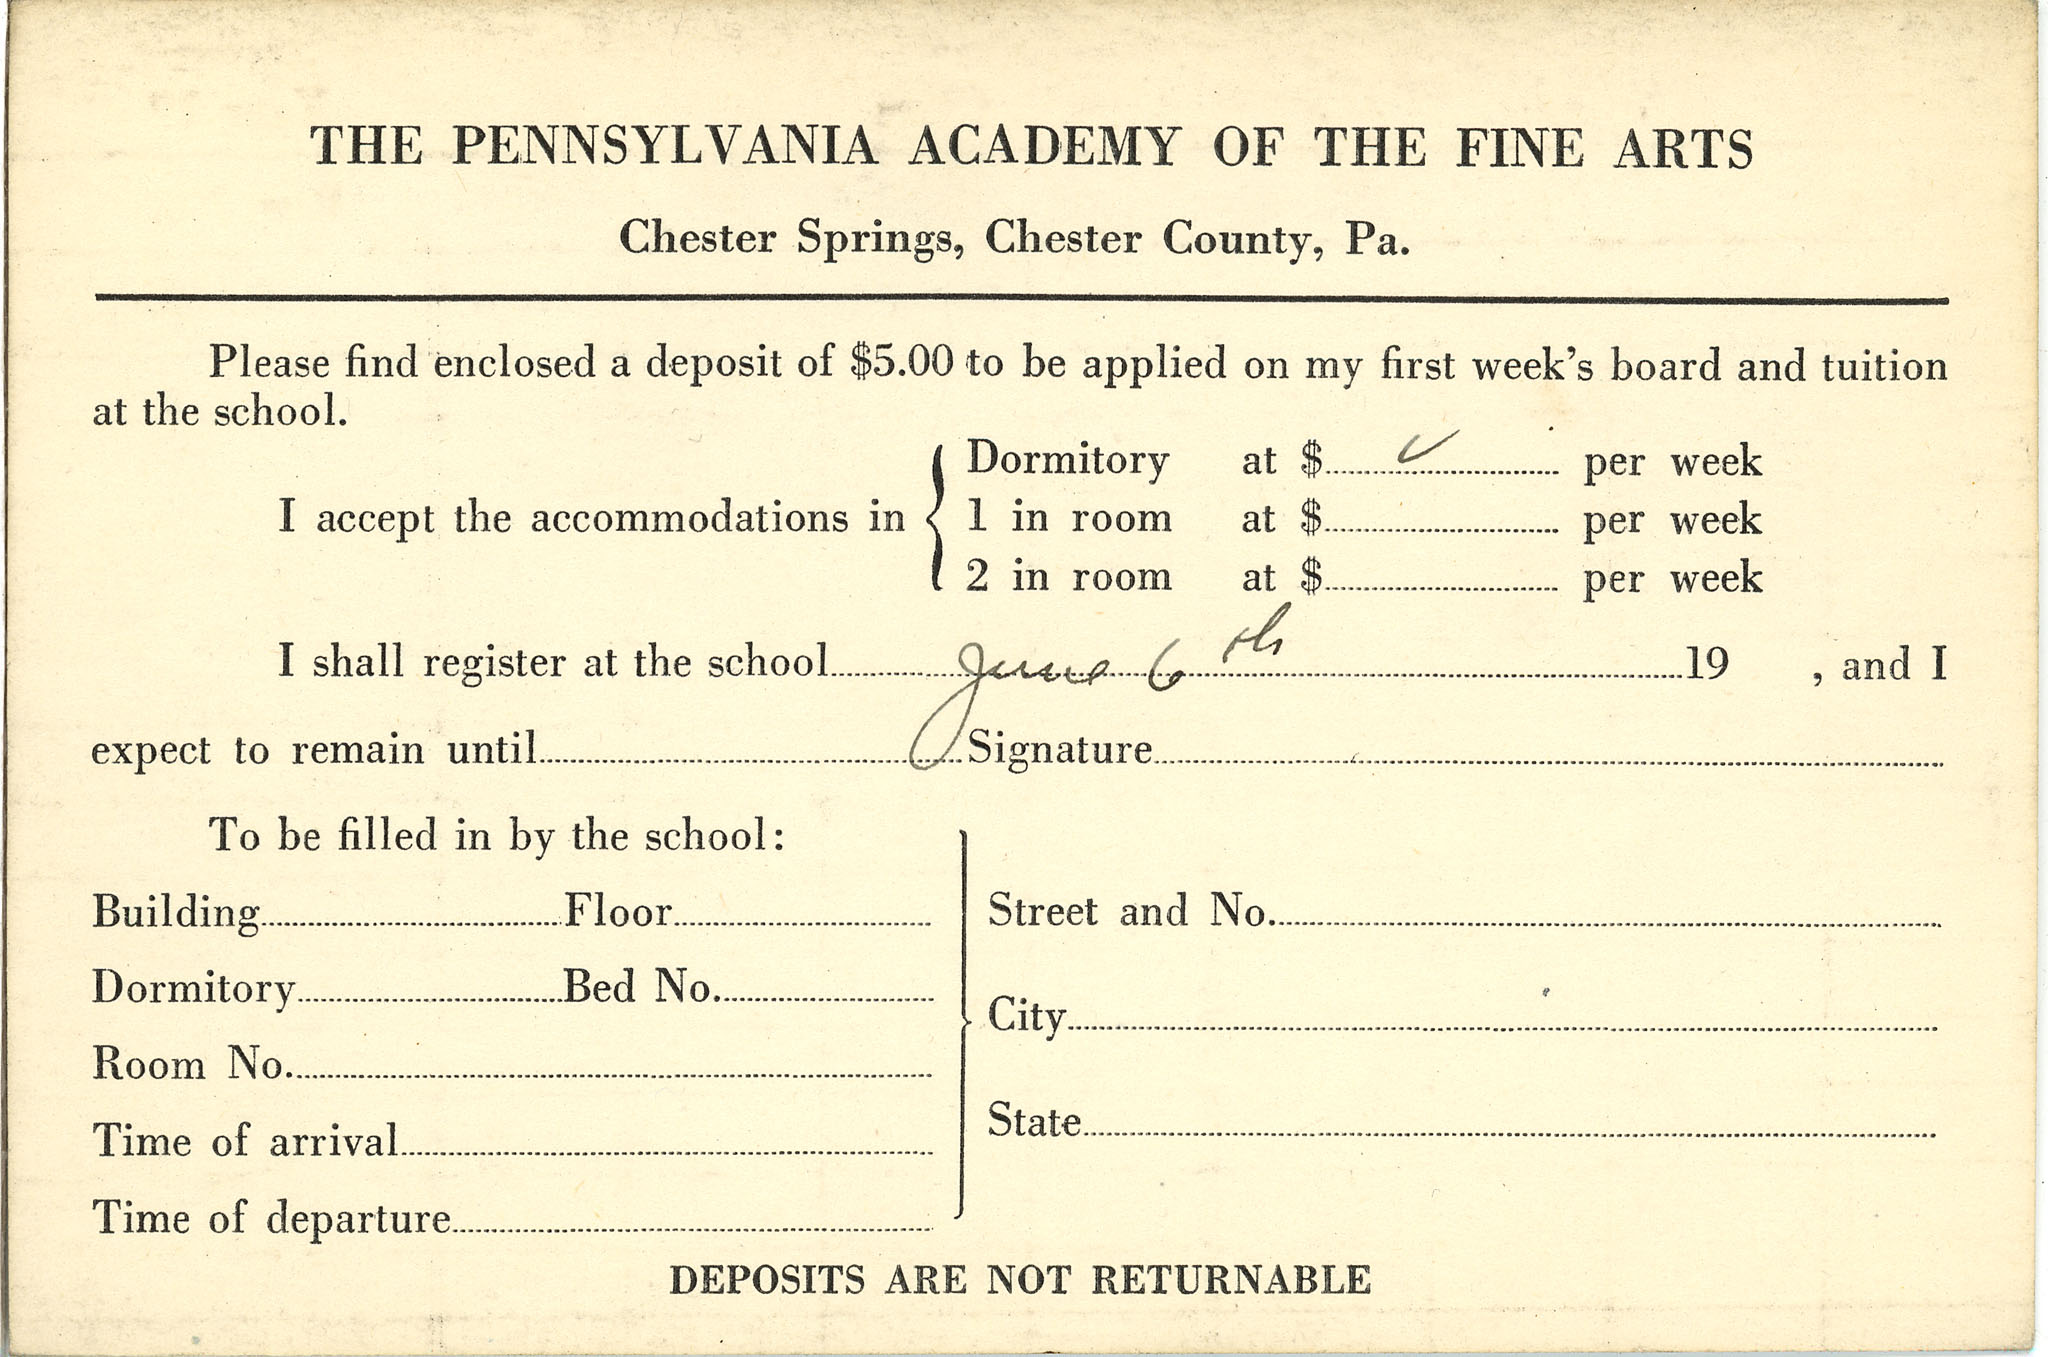 THE PENNSYLVANIA ACADEMY OF THE FINE ARTS
Chester Springs, Chester County, Pa.
Please find enclosed a deposit of $5.00 to be applied on my first week's board and tuition
at the school.
Dormitory at $ ✓ per week
I accept the accommodations in { 1 in room at $ per week
2 in room at $ per week
I shall register at the school June 6th 19 , and I
expect to remain until Signature
To be filled in by the school:
Building Floor
Dormitory Bed No.
Room No.
Time of arrival
Time of departure
Street and No.
City
State
DEPOSITS ARE NOT RETURNABLE